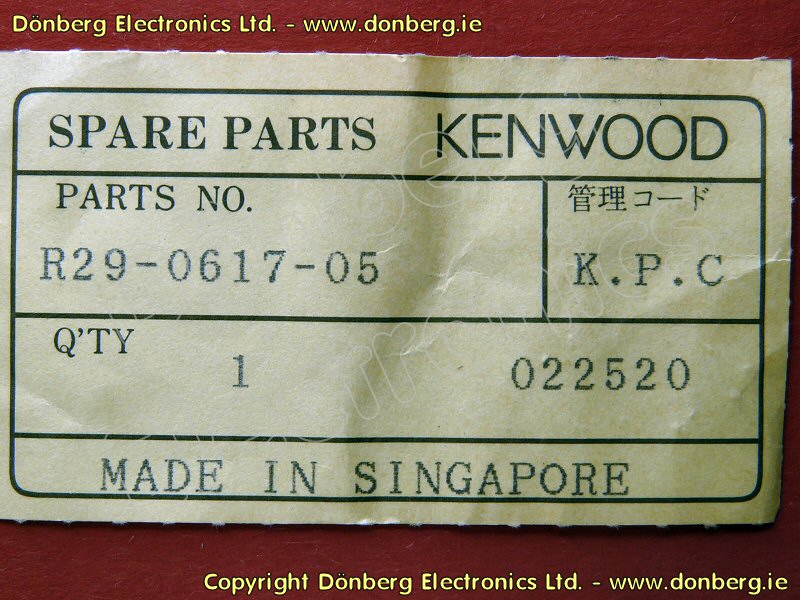 Dönberg Electronics Ltd. - www.donberg.ie
SPARE PARTS KENWOOD
PARTS NO. 管理コード
R29-0617-05 K.P.C
Q'TY
1 022520
MADE IN SINGAPORE
Copyright Dönberg Electronics Ltd. - www.donberg.ie